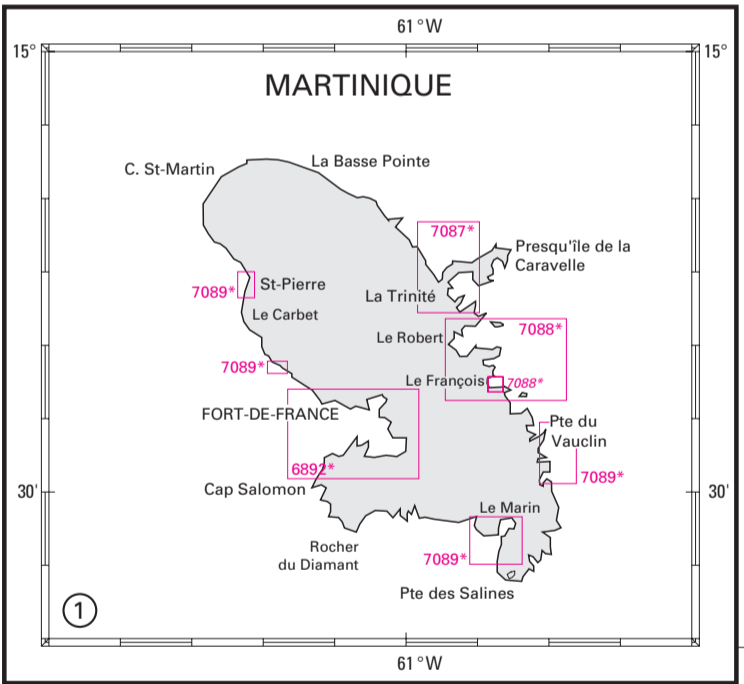 61°W
15°
15°
MARTINIQUE
La Basse Pointe
C. St-Martin
7087*
Presqu'île de la
Caravelle
7089*
St-Pierre
La Trinité
Le Carbet
7088*
Le Robert
7089*
Le François
7088*
FORT-DE-FRANCE
Pte du
Vauclin
6892*
7089*
Cap Salomon
30'
30'
Le Marin
Rocher
du Diamant
7089*
Pte des Salines
1
61°W